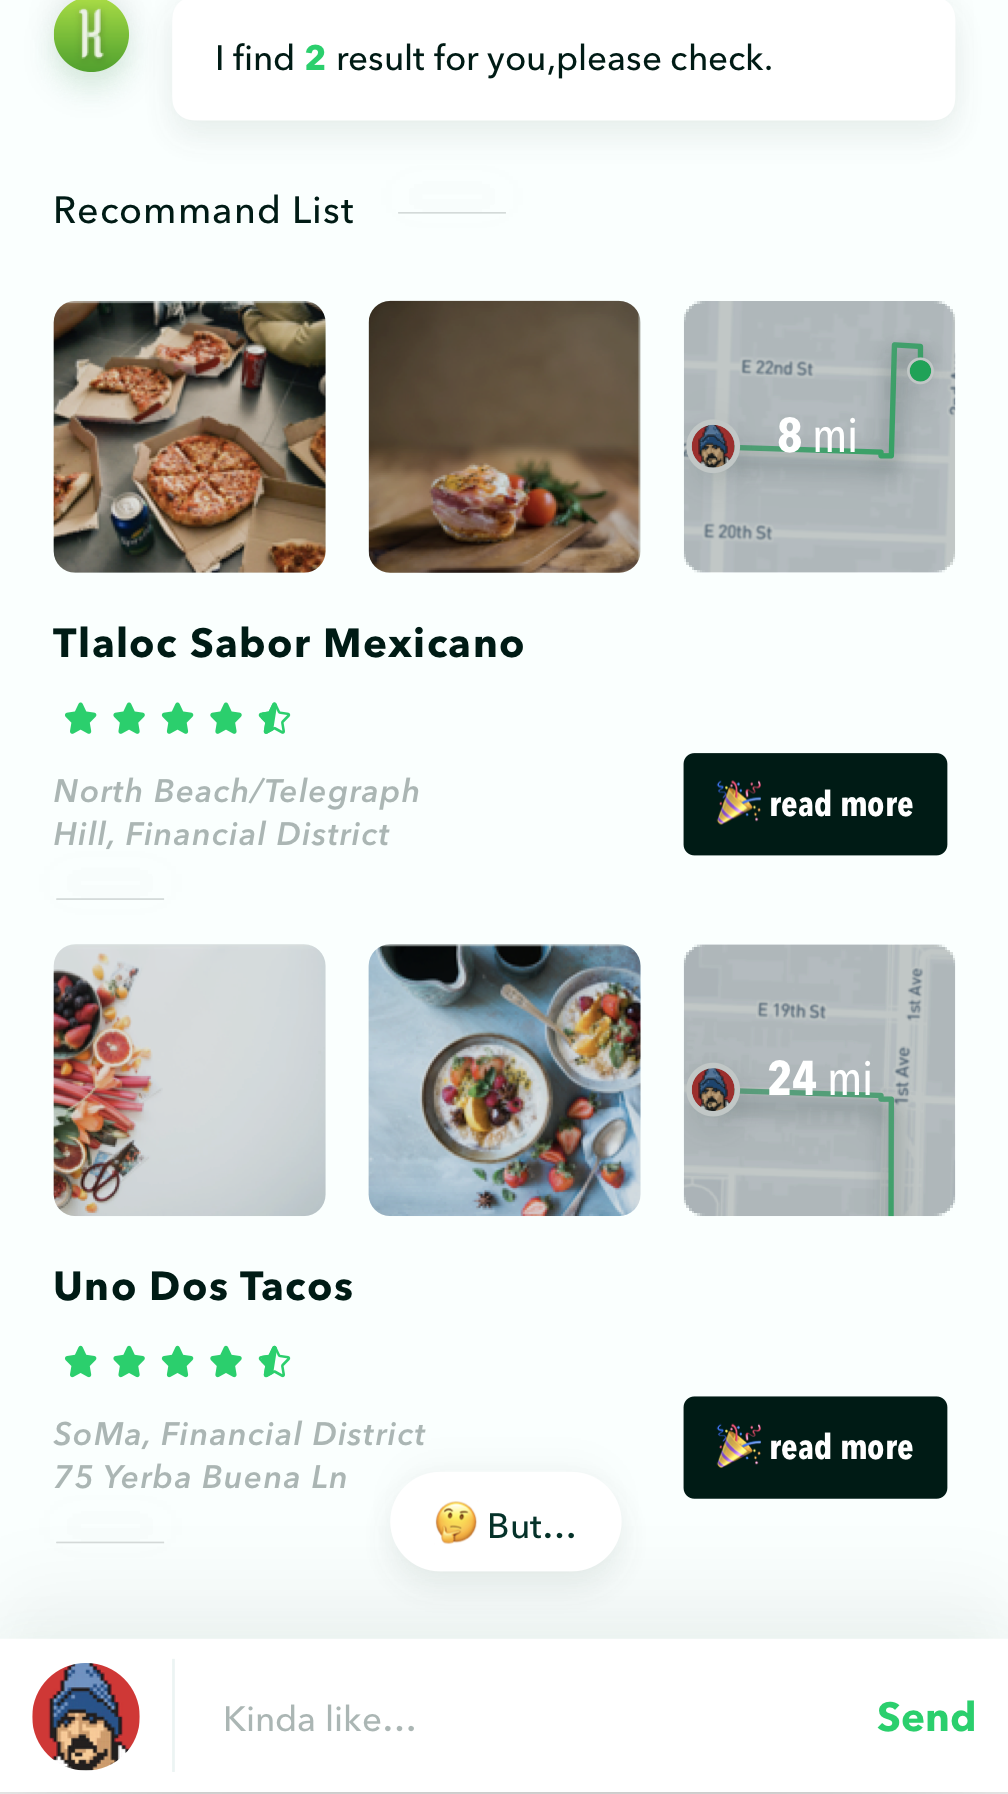 K
I find 2 result for you,please check.
Recommand List
E 22nd St
8 mi
E 20th St
Tlaloc Sabor Mexicano
North Beach/Telegraph
Hill, Financial District
🎉 read more
E 19th St
1st Ave
1st Ave
24 mi
Uno Dos Tacos
SoMa, Financial District
75 Yerba Buena Ln
🎉 read more
🤔 But...
Kinda like...
Send